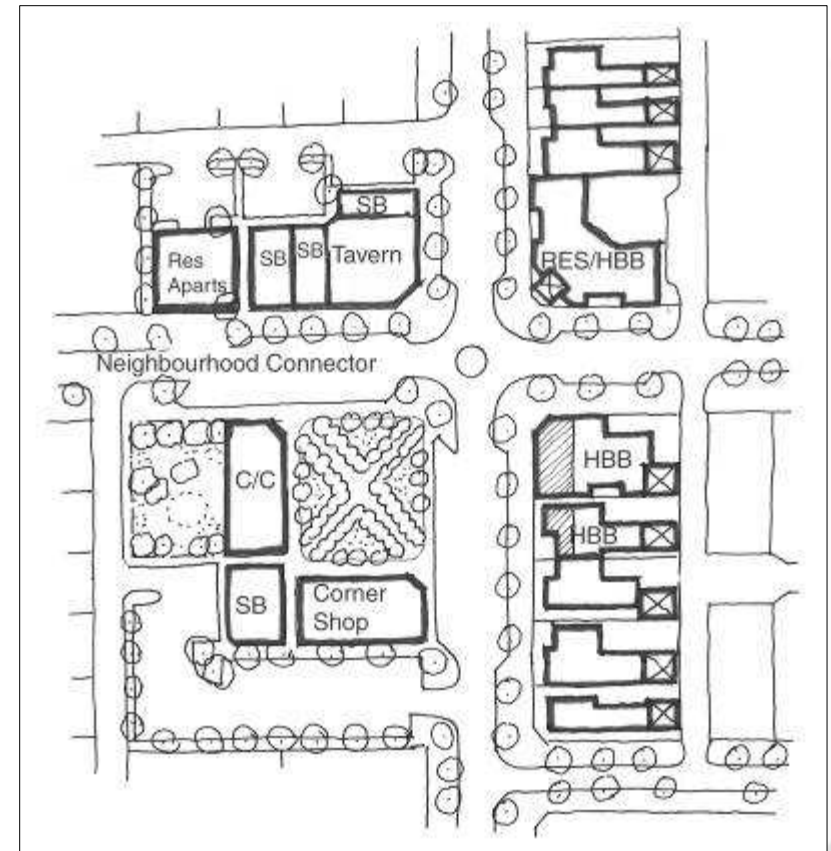 SB
Res
Aparts
SB
SB
Tavern
RES/HBB
Neighbourhood Connector
C/C
HBB
HBB
SB
Corner
Shop